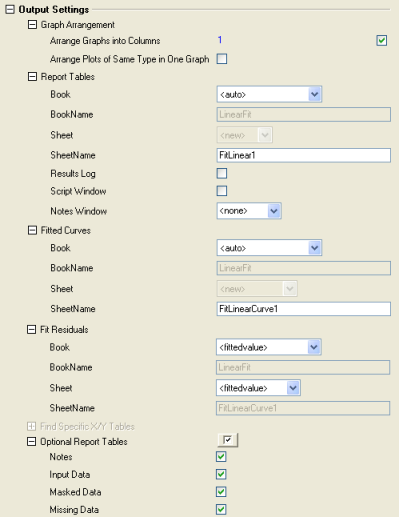 Output Settings
Graph Arrangement
Arrange Graphs into Columns 1
Arrange Plots of Same Type in One Graph
Report Tables
Book <auto>
BookName LinearFit
Sheet <new>
SheetName FitLinear1
Results Log
Script Window
Notes Window <none>
Fitted Curves
Book <auto>
BookName LinearFit
Sheet <new>
SheetName FitLinearCurve1
Fit Residuals
Book <fittedvalue>
BookName LinearFit
Sheet <fittedvalue>
SheetName FitLinearCurve1
Find Specific X/Y Tables
Optional Report Tables
Notes
Input Data
Masked Data
Missing Data